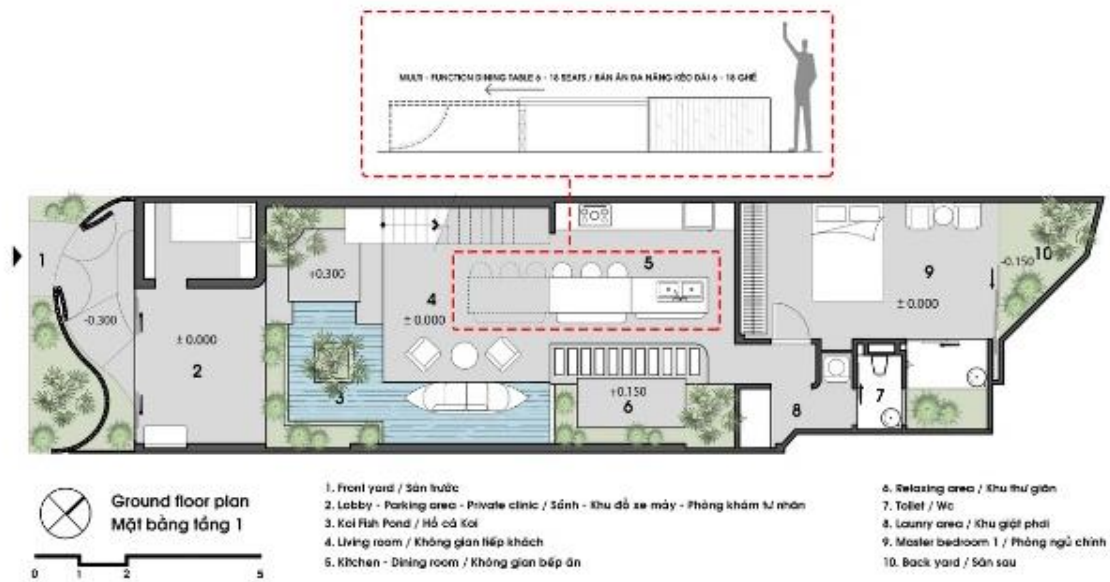 MULTI - FUNCTION DINING TABLE 6 - 18 SEATS / BÀN ĂN ĐA NĂNG KÉO DÀI 6 - 18 GHẾ
1
-0.300
2
± 0.000
+0.300
3
4
± 0.000
5
+0.150
6
7
8
9
± 0.000
-0.150
10
Ground floor plan
Mặt bằng tầng 1
0 1 2 5
1. Front yard / Sân trước
2. Lobby - Parking area - Private clinic / Sảnh - Khu đồ xe máy - Phòng khám tư nhân
3. Koi Fish Pond / Hồ cá Koi
4. Living room / Không gian tiếp khách
5. Kitchen - Dining room / Không gian bếp ăn
6. Relaxing area / Khu thư giãn
7. Toilet / Wc
8. Launry area / Khu giặt phơi
9. Master bedroom 1 / Phòng ngủ chính
10. Back yard / Sân sau